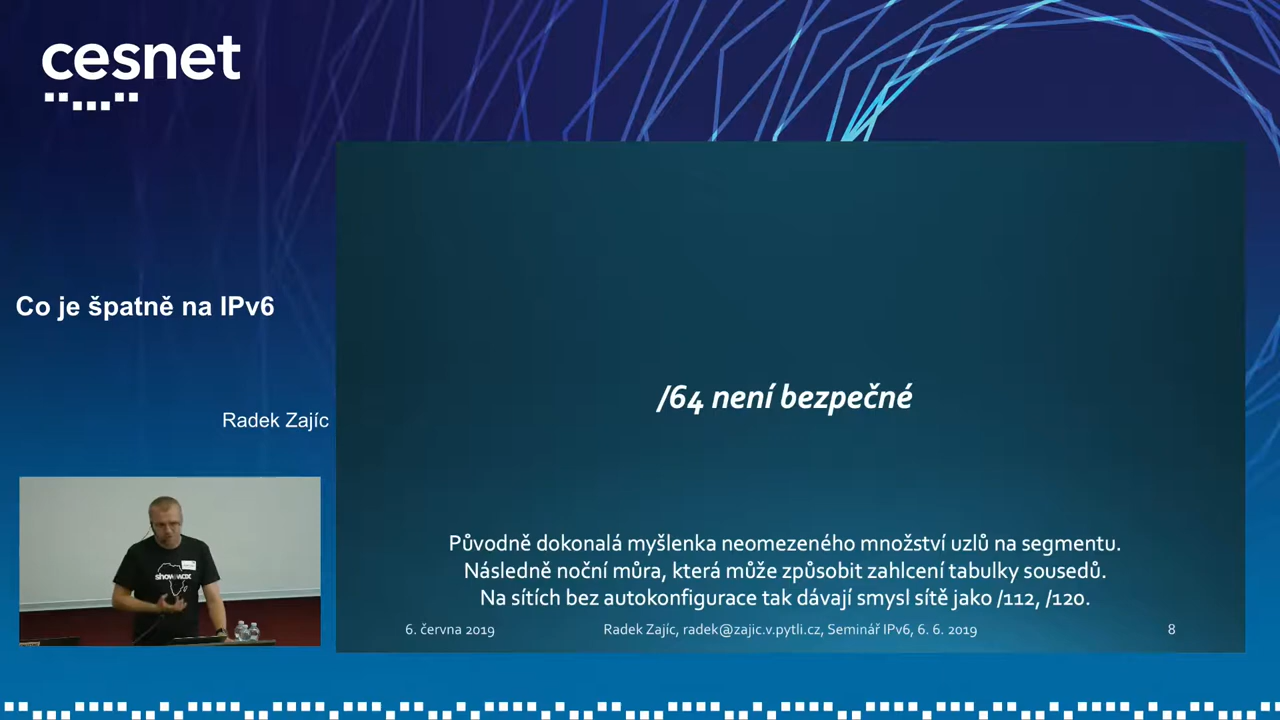 cesnet
Co je špatně na IPv6
Radek Zajíc
/64 není bezpečné
Původně dokonalá myšlenka neomezeného množství uzlů na segmentu.
Následně noční můra, která může způsobit zahlcení tabulky sousedů.
Na sítích bez autokonfigurace tak dávají smysl sítě jako /112, /120.
6. června 2019
Radek Zajíc, radek@zajic.v.pytli.cz, Seminář IPv6, 6. 6. 2019
8
showmax